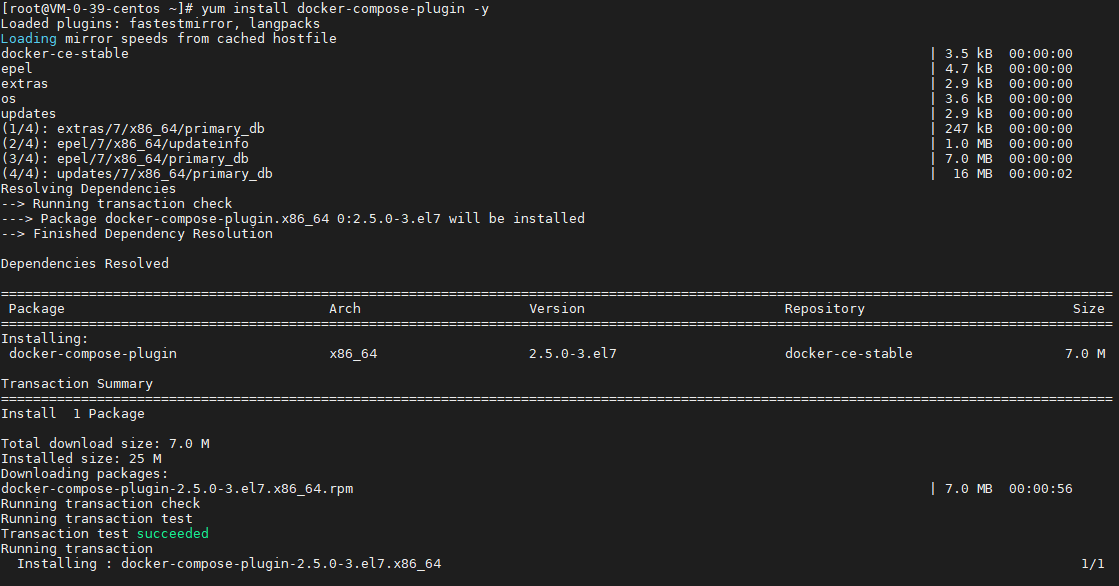 [root@VM-0-39-centos ~]# yum install docker-compose-plugin -y
Loaded plugins: fastestmirror, langpacks
Loading mirror speeds from cached hostfile
docker-ce-stable | 3.5 kB 00:00:00
epel | 4.7 kB 00:00:00
extras | 2.9 kB 00:00:00
os | 3.6 kB 00:00:00
updates | 2.9 kB 00:00:00
(1/4): extras/7/x86_64/primary_db | 247 kB 00:00:00
(2/4): epel/7/x86_64/updateinfo | 1.0 MB 00:00:00
(3/4): epel/7/x86_64/primary_db | 7.0 MB 00:00:00
(4/4): updates/7/x86_64/primary_db | 16 MB 00:00:02
Resolving Dependencies
--> Running transaction check
---> Package docker-compose-plugin.x86_64 0:2.5.0-3.el7 will be installed
--> Finished Dependency Resolution
Dependencies Resolved
Package Arch Version Repository Size
Installing:
docker-compose-plugin x86_64 2.5.0-3.el7 docker-ce-stable 7.0 M
Transaction Summary
Install 1 Package
Total download size: 7.0 M
Installed size: 25 M
Downloading packages:
docker-compose-plugin-2.5.0-3.el7.x86_64.rpm | 7.0 MB 00:00:56
Running transaction check
Running transaction test
Transaction test succeeded
Running transaction
Installing : docker-compose-plugin-2.5.0-3.el7.x86_64 1/1